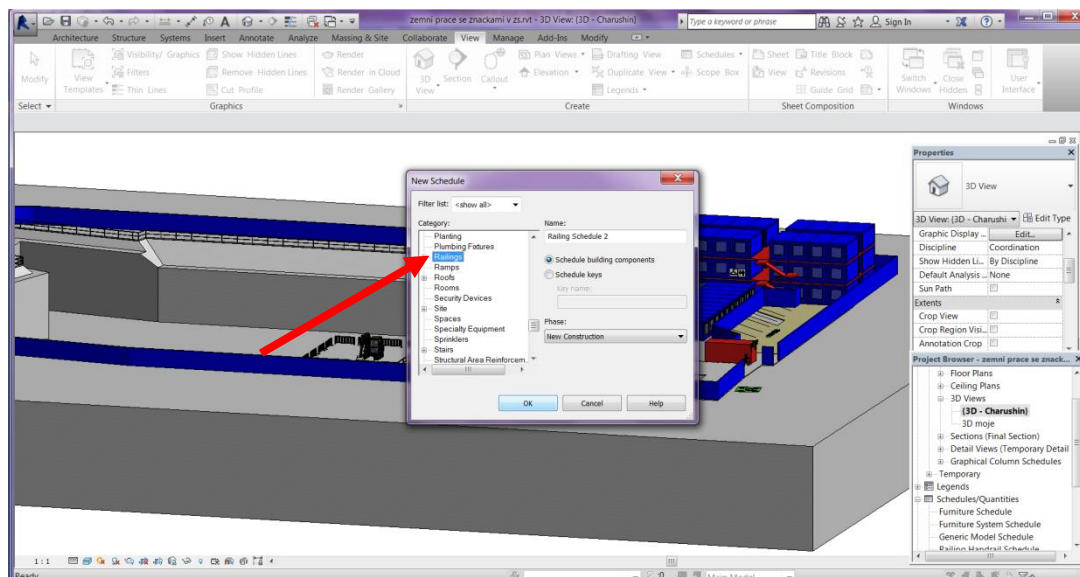 zemni prace se znackami v zs.rvt - 3D View: {3D - Charushin}
Type a keyword or phrase
Sign In
Architecture Structure Systems Insert Annotate Analyze Massing & Site Collaborate View Manage Add-Ins Modify
Modify
View Templates
Visibility/ Graphics
Filters
Thin Lines
Show Hidden Lines
Remove Hidden Lines
Cut Profile
Render
Render in Cloud
Render Gallery
3D View
Section
Callout
Plan Views
Elevation
Drafting View
Duplicate View
Legends
Schedules
Scope Box
Sheet
View
Title Block
Revisions
Guide Grid
Switch Windows
Close Hidden
User Interface
Select
Graphics
Create
Sheet Composition
Windows
New Schedule
Filter list: <show all>
Category:
Planting
Plumbing Fixtures
Railings
Ramps
Roofs
Rooms
Security Devices
Site
Spaces
Specialty Equipment
Sprinklers
Stairs
Structural Area Reinforcem
Name:
Railing Schedule 2
Schedule building components
Schedule keys
Key name:
Phase:
New Construction
OK
Cancel
Help
Properties
3D View
3D View: {3D - Charushi
Edit Type
Graphic Display ... Edit...
Discipline Coordination
Show Hidden Li... By Discipline
Default Analysis ... None
Sun Path
Extents
Crop View
Crop Region Visi...
Annotation Crop
Project Browser - zemni prace se znack...
Floor Plans
Ceiling Plans
3D Views
{3D - Charushin}
3D moje
Sections (Final Section)
Detail Views (Temporary Detail
Graphical Column Schedules
Temporary
Legends
Schedules/Quantities
Furniture Schedule
Furniture System Schedule
Generic Model Schedule
Railing Handrail Schedule
1:1
Ready
:0
Main Model